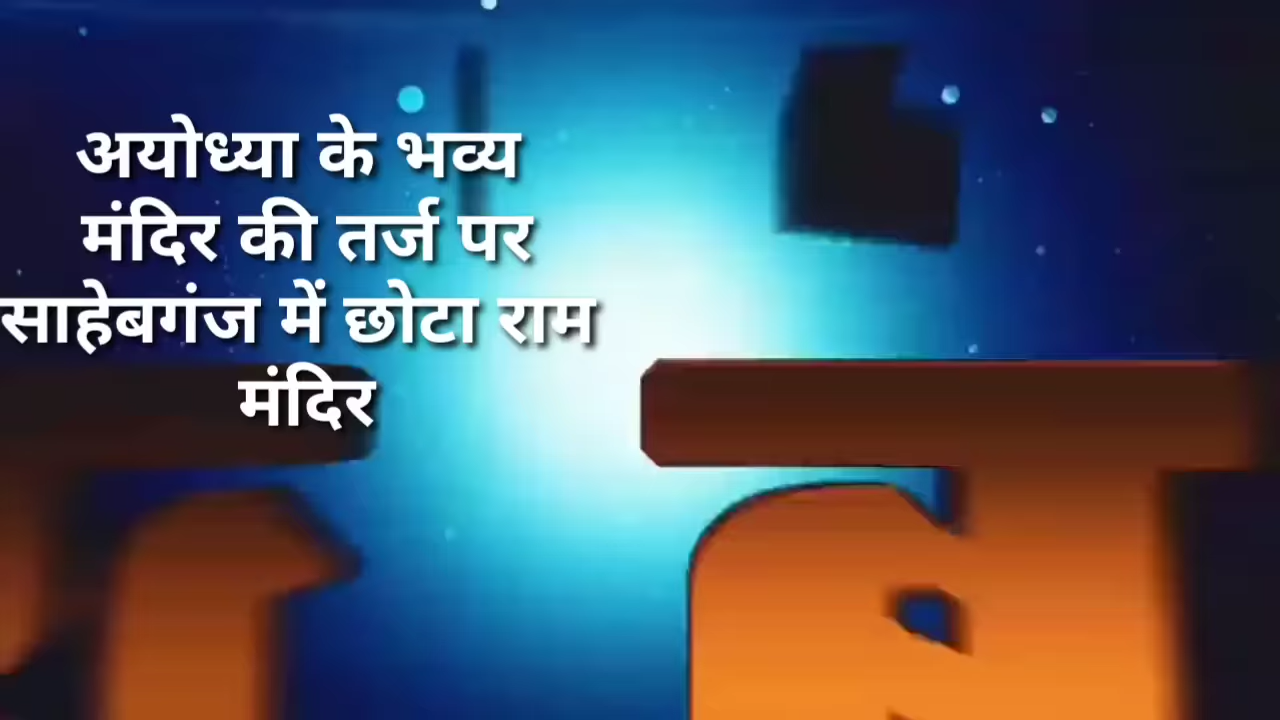 अयोध्या के भव्य
मंदिर की तर्ज पर
साहेबगंज में छोटा राम
मंदिर